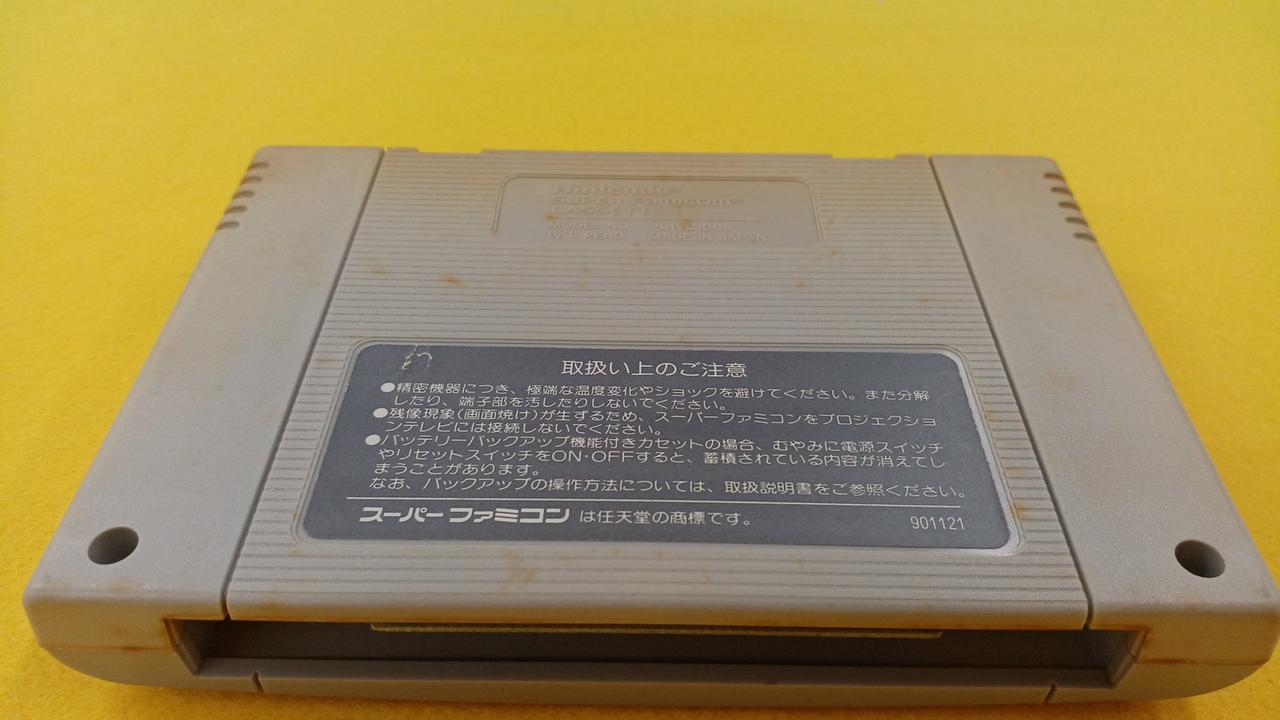 Nintendo®
SUPER FAMICOM®
CASSETTE
MODEL NO. SHVC-006
PAT. PEND. MADE IN JAPAN
取扱い上のご注意
●精密機器につき、極端な温度変化やショックを避けてください。また分解
したり、端子部を汚したりしないでください。
●残像現象(画面焼け)が生ずるため、スーパーファミコンをプロジェクショ
ンテレビには接続しないでください。
●バッテリーバックアップ機能付きカセットの場合、むやみに電源スイッチ
やリセットスイッチをON・OFFすると、蓄積されている内容が消えてし
まうことがあります。
なお、バックアップの操作方法については、取扱説明書をご参照ください。
スーパーファミコン は任天堂の商標です。
901121